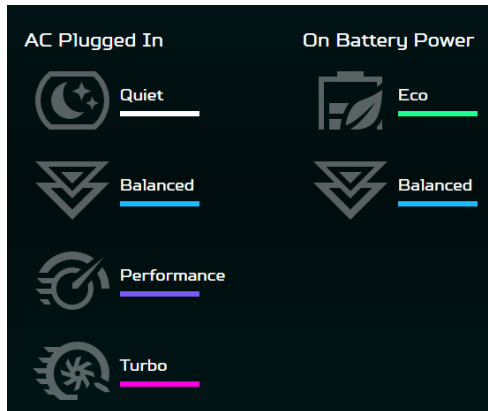 AC Plugged In
Quiet
Balanced
Performance
Turbo
On Battery Power
Eco
Balanced